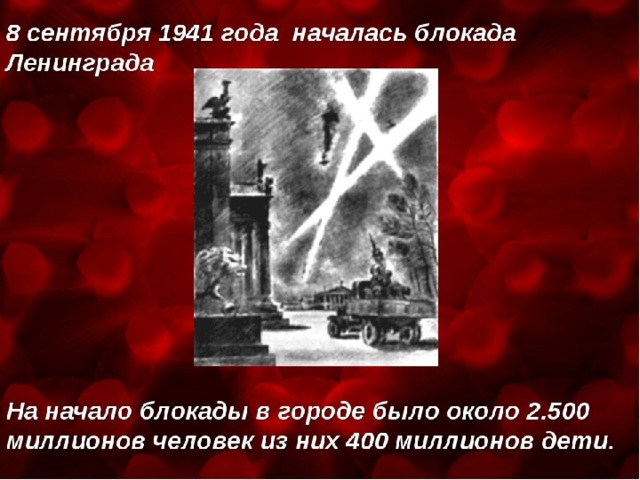 8 сентября 1941 года  началась блокада
Ленинграда
На начало блокады в городе было около 2.500
миллионов человек из них 400 миллионов дети.